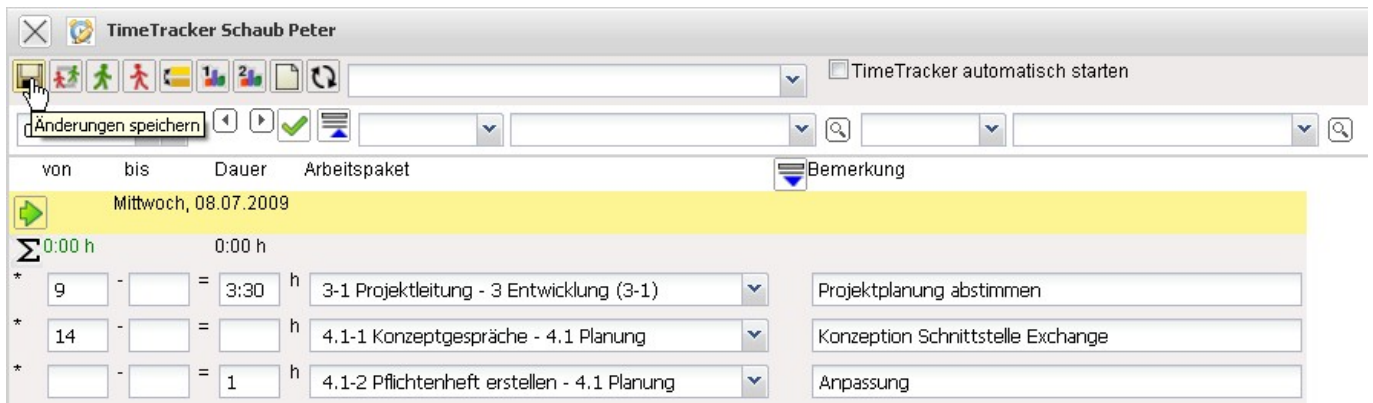 TimeTracker Schaub Peter
TimeTracker automatisch starten
Änderungen speichern
von bis Dauer Arbeitspaket Bemerkung
Mittwoch, 08.07.2009
Σ 0:00 h 0:00 h
* 9 - = 3:30 h 3-1 Projektleitung - 3 Entwicklung (3-1) Projektplanung abstimmen
* 14 - = h 4.1-1 Konzeptgespräche - 4.1 Planung Konzeption Schnittstelle Exchange
* - = 1 h 4.1-2 Pflichtenheft erstellen - 4.1 Planung Anpassung